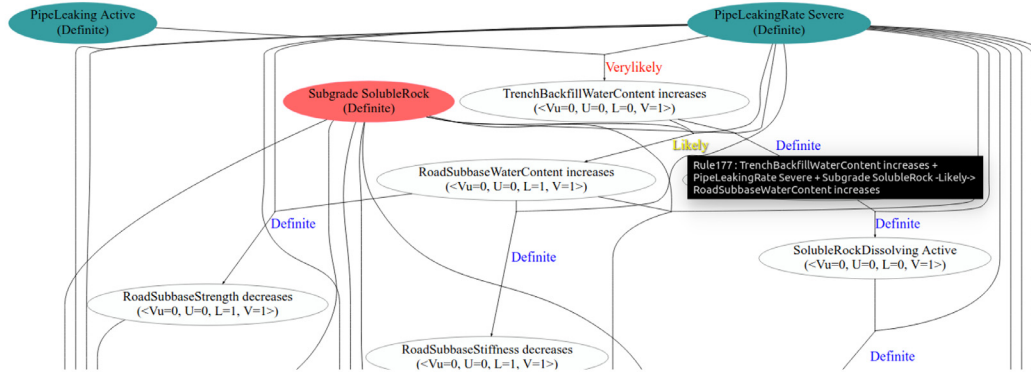 PipeLeaking Active
(Definite)
PipeLeakingRate Severe
(Definite)
Verylikely
Subgrade SolubleRock
(Definite)
TrenchBackfillWaterContent increases
(<Vu=0, U=0, L=0, V=1>)
Likely
Definite
RoadSubbaseWaterContent increases
(<Vu=0, U=0, L=1, V=1>)
Rule177 : TrenchBackfillWaterContent increases +
PipeLeakingRate Severe + Subgrade SolubleRock -Likely->
RoadSubbaseWaterContent increases
Definite
Definite
Definite
SolubleRockDissolving Active
(<Vu=0, U=0, L=0, V=1>)
RoadSubbaseStrength decreases
(<Vu=0, U=0, L=1, V=1>)
RoadSubbaseStiffness decreases
(<Vu=0, U=0, L=1, V=1>)
Definite